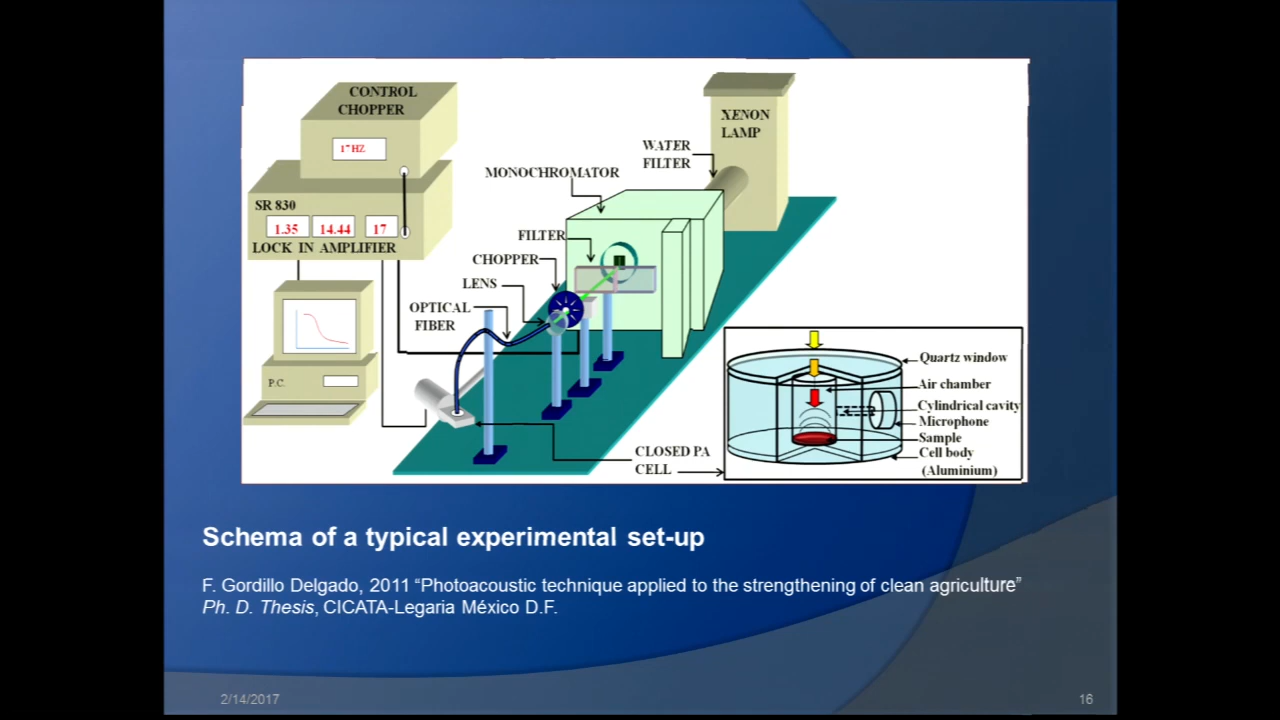 CONTROL
CHOPPER
17HZ
SR 830
1.35 14.44 17
LOCK IN AMPLIFIER
P.C.
XENON
LAMP
WATER
FILTER
MONOCHROMATOR
FILTER
CHOPPER
LENS
OPTICAL
FIBER
CLOSED PA
CELL
Quartz window
Air chamber
Cylindrical cavity
Microphone
Sample
Cell body
(Aluminium)
Schema of a typical experimental set-up
F. Gordillo Delgado, 2011 “Photoacoustic technique applied to the strengthening of clean agriculture”
Ph. D. Thesis, CICATA-Legaria México D.F.
2/14/2017
16